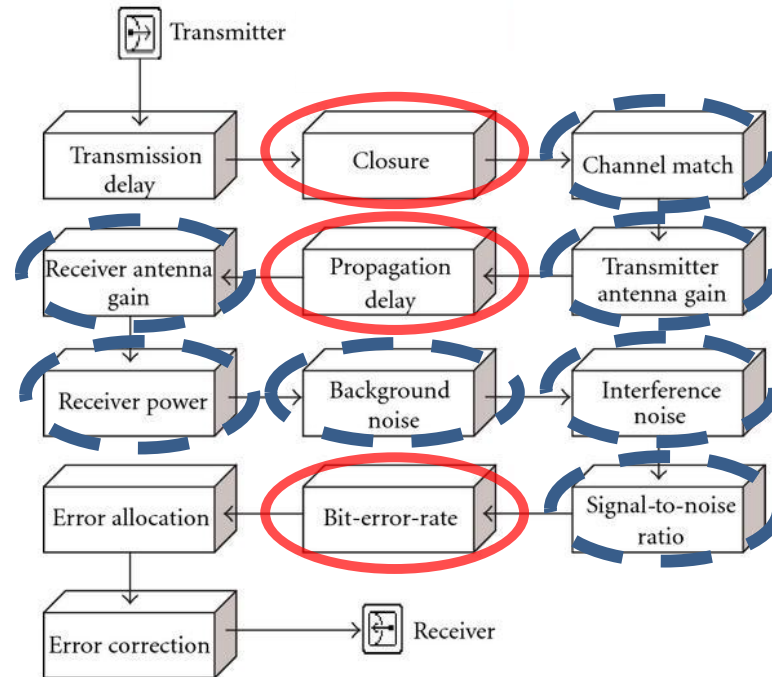 Transmitter
Transmission
delay
Closure
Channel match
Receiver antenna
gain
Propagation
delay
Transmitter
antenna gain
Receiver power
Background
noise
Interference
noise
Error allocation
Bit-error-rate
Signal-to-noise
ratio
Error correction
Receiver